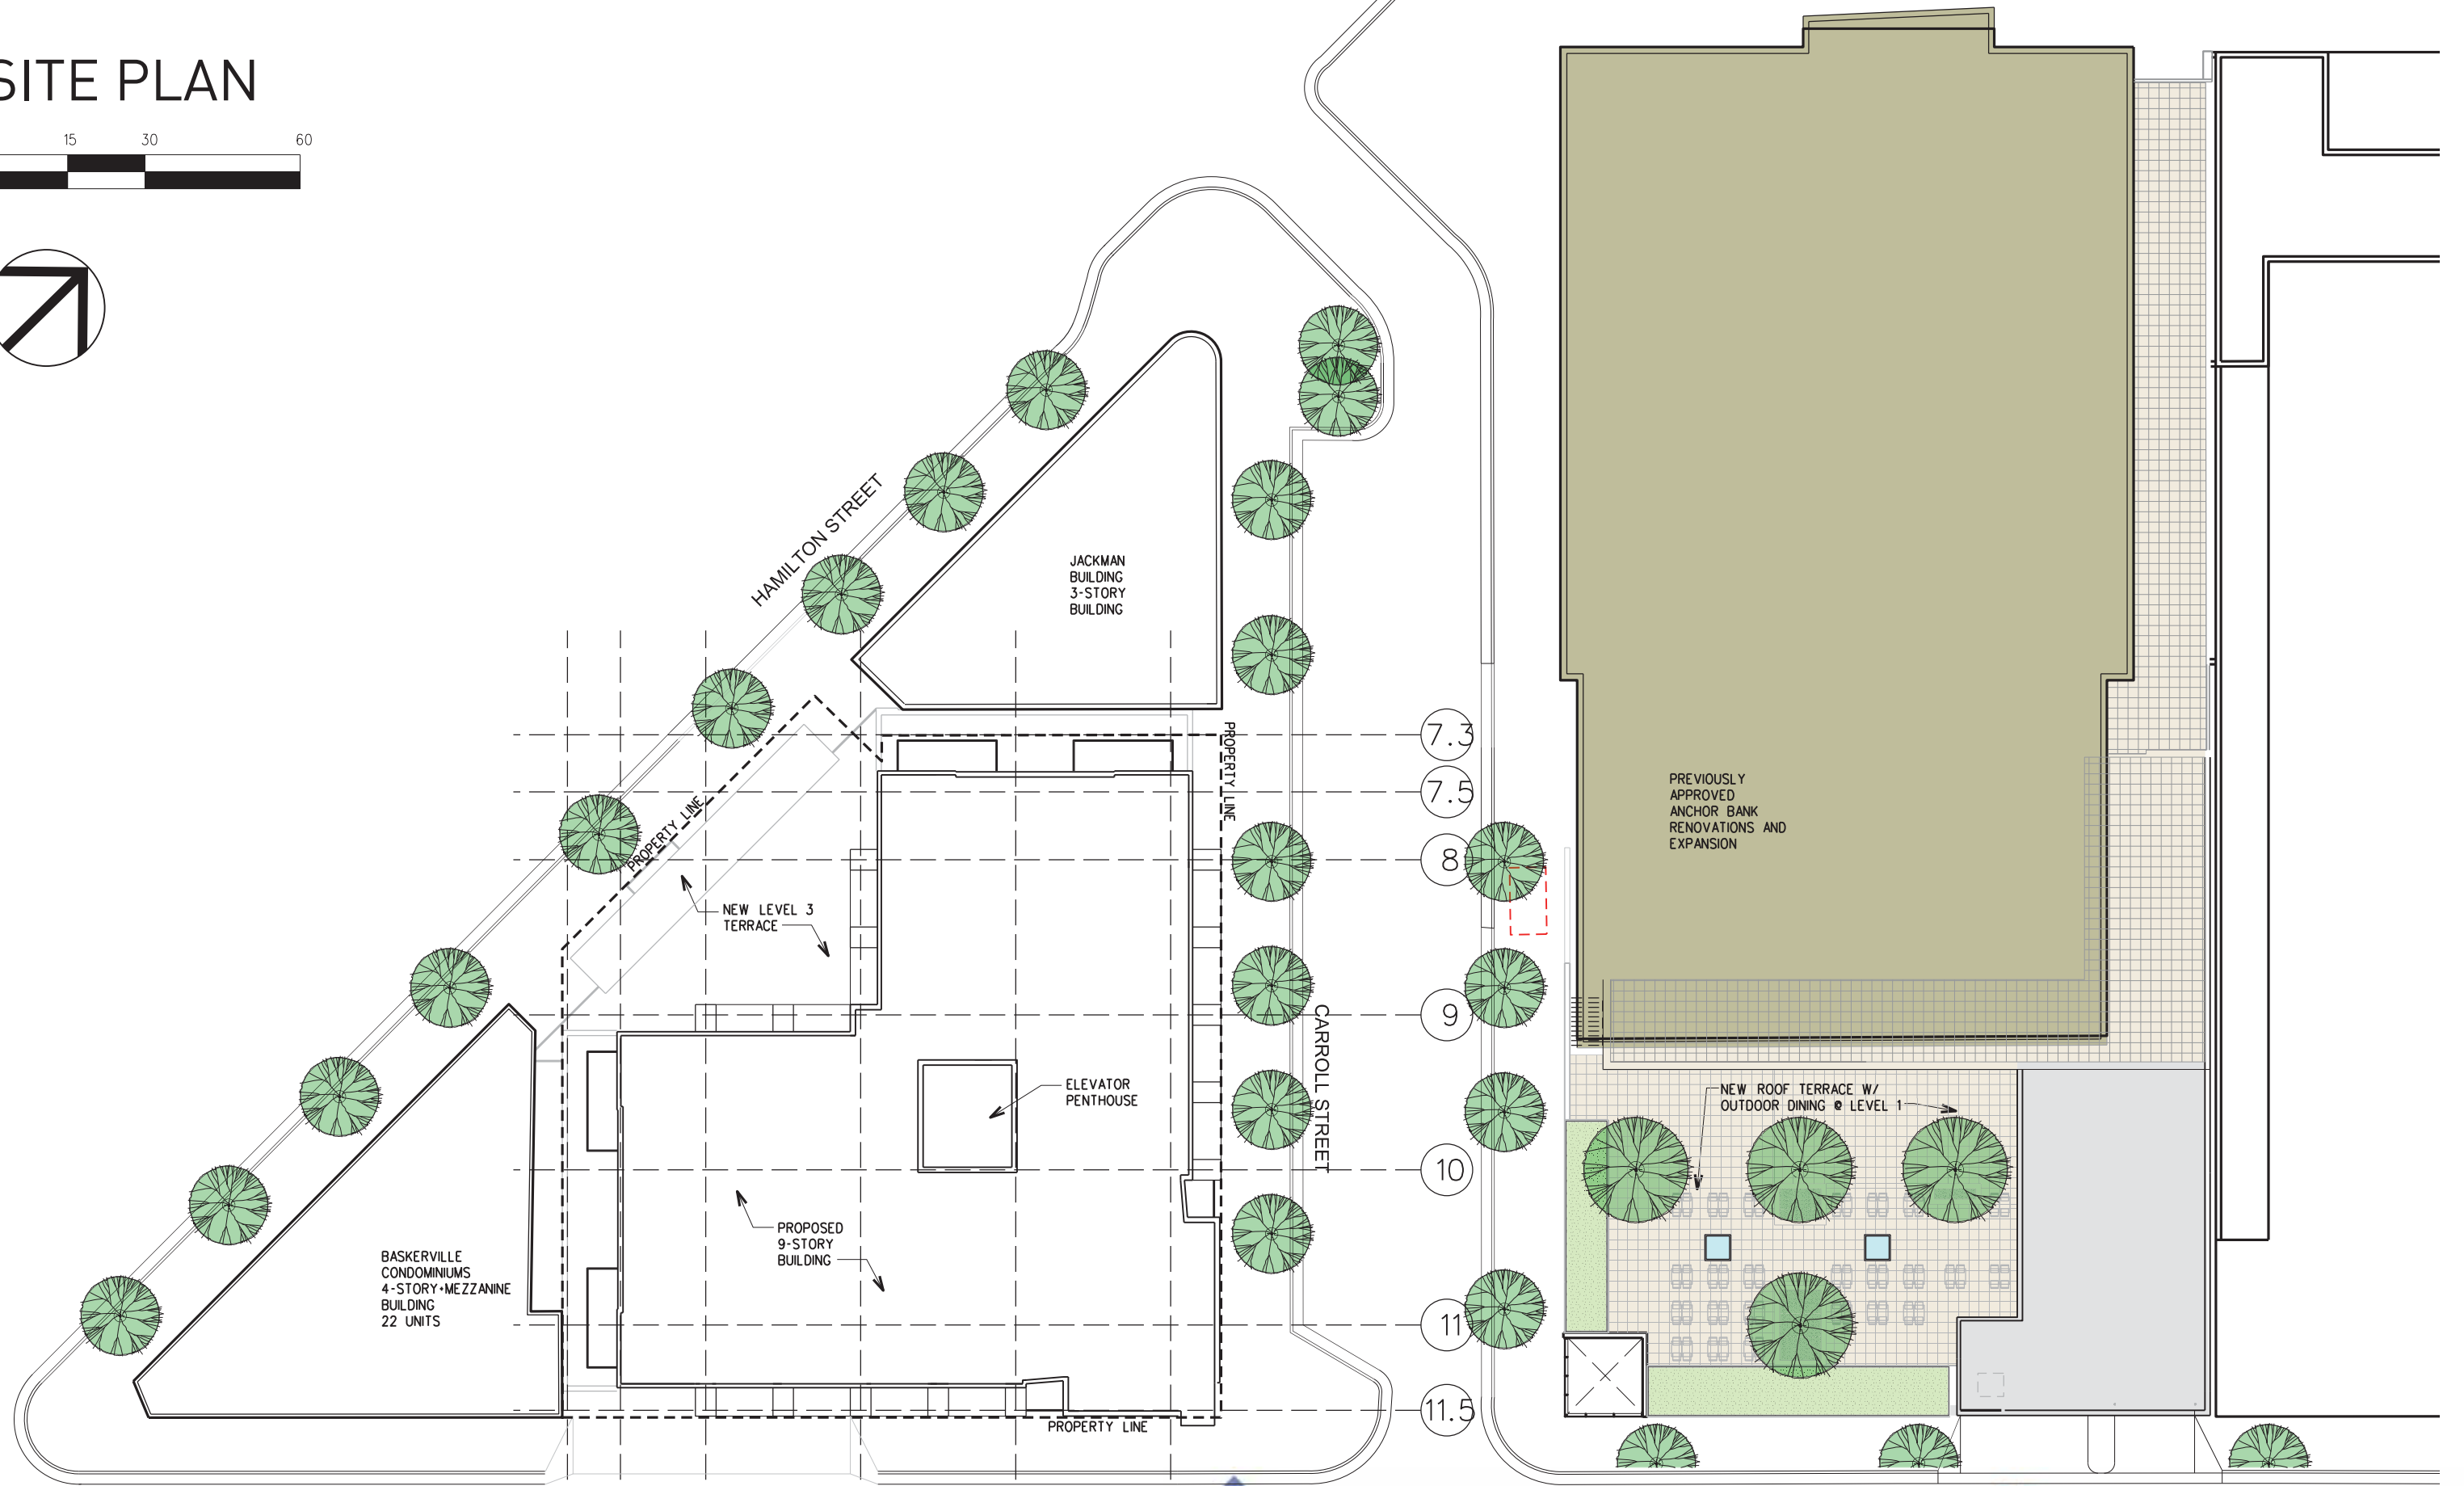 SITE PLAN
15 30 60
HAMILTON STREET
JACKMAN
BUILDING
3-STORY
BUILDING
PROPERTY LINE
PROPERTY LINE
7.3
7.5
8
9
10
11
11.5
NEW LEVEL 3
TERRACE
CARROLL STREET
ELEVATOR
PENTHOUSE
PROPOSED
9-STORY
BUILDING
BASKERVILLE
CONDOMINIUMS
4-STORY+MEZZANINE
BUILDING
22 UNITS
PROPERTY LINE
PREVIOUSLY
APPROVED
ANCHOR BANK
RENOVATIONS AND
EXPANSION
NEW ROOF TERRACE W/
OUTDOOR DINING @ LEVEL 1